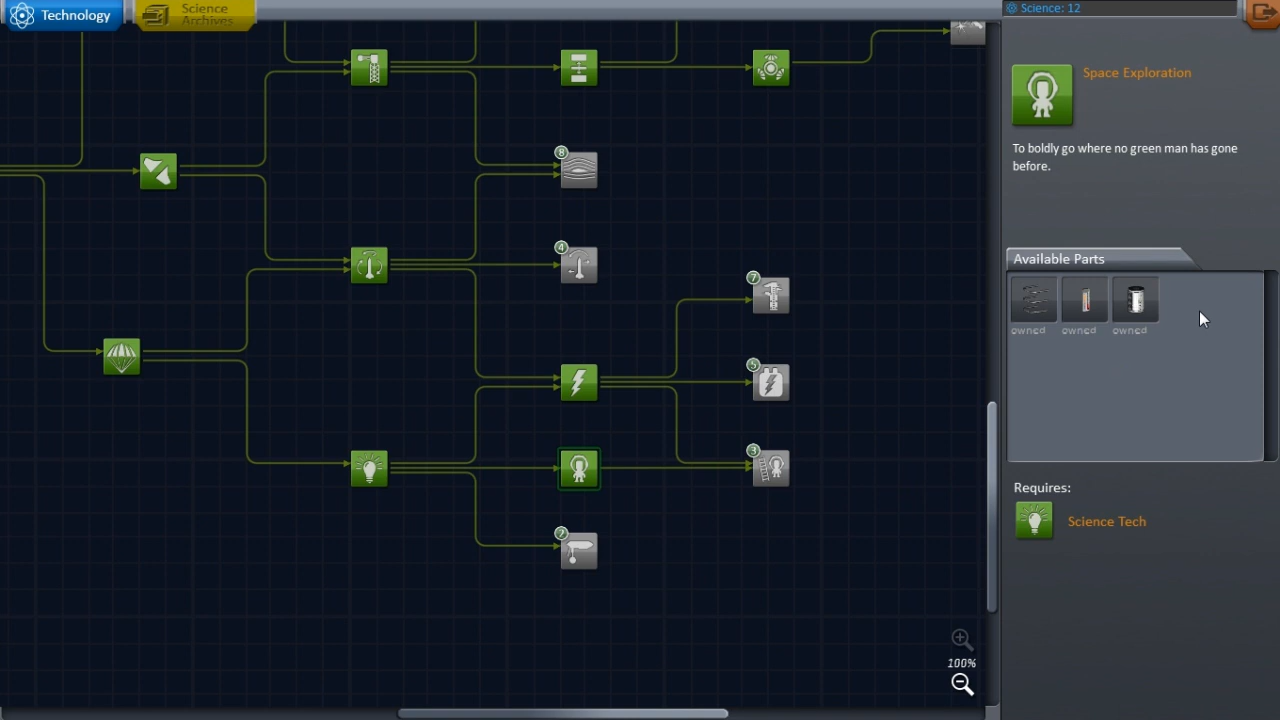 Technology
Science
Archives
Science: 12
Space Exploration
To boldly go where no green man has gone
before.
8
4
Available Parts
7
owned
owned
owned
5
3
Requires:
Science Tech
2
100%